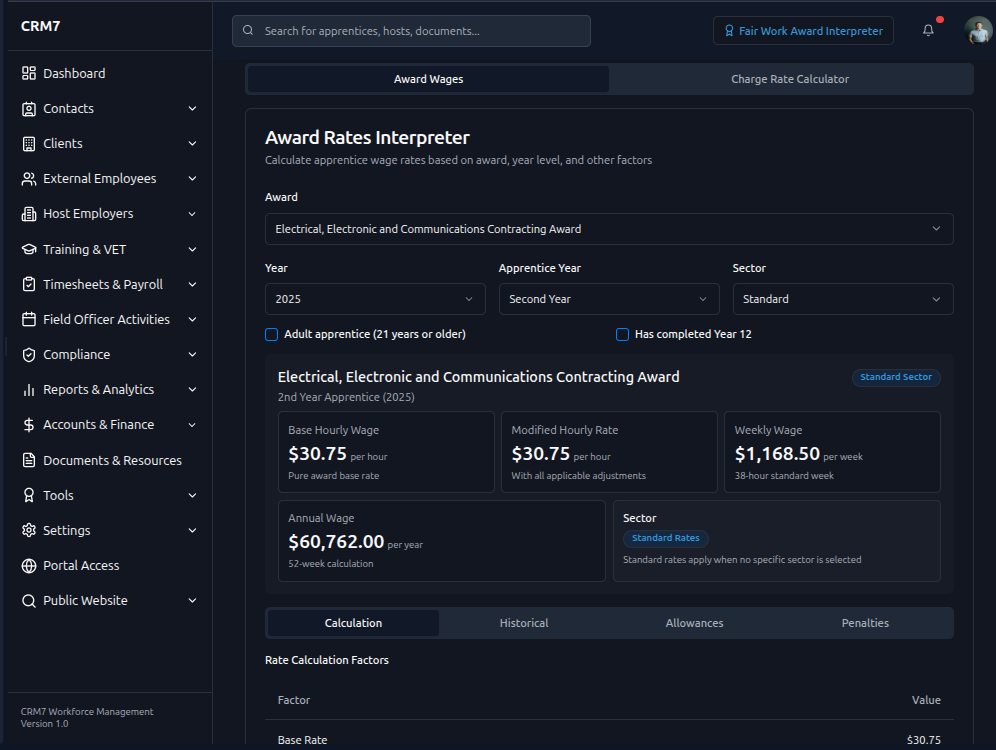 CRM7
Search for apprentices, hosts, documents...
Fair Work Award Interpreter
Dashboard
Contacts
Clients
External Employees
Host Employers
Training & VET
Timesheets & Payroll
Field Officer Activities
Compliance
Reports & Analytics
Accounts & Finance
Documents & Resources
Tools
Settings
Portal Access
Public Website
CRM7 Workforce Management
Version 1.0
Award Wages
Charge Rate Calculator
Award Rates Interpreter
Calculate apprentice wage rates based on award, year level, and other factors
Award
Electrical, Electronic and Communications Contracting Award
Year
Apprentice Year
Sector
2025
Second Year
Standard
Adult apprentice (21 years or older)
Has completed Year 12
Electrical, Electronic and Communications Contracting Award
Standard Sector
2nd Year Apprentice (2025)
Base Hourly Wage
$30.75 per hour
Pure award base rate
Modified Hourly Rate
$30.75 per hour
With all applicable adjustments
Weekly Wage
$1,168.50 per week
38-hour standard week
Annual Wage
$60,762.00 per year
52-week calculation
Sector
Standard Rates
Standard rates apply when no specific sector is selected
Calculation
Historical
Allowances
Penalties
Rate Calculation Factors
Factor
Value
Base Rate
$30.75